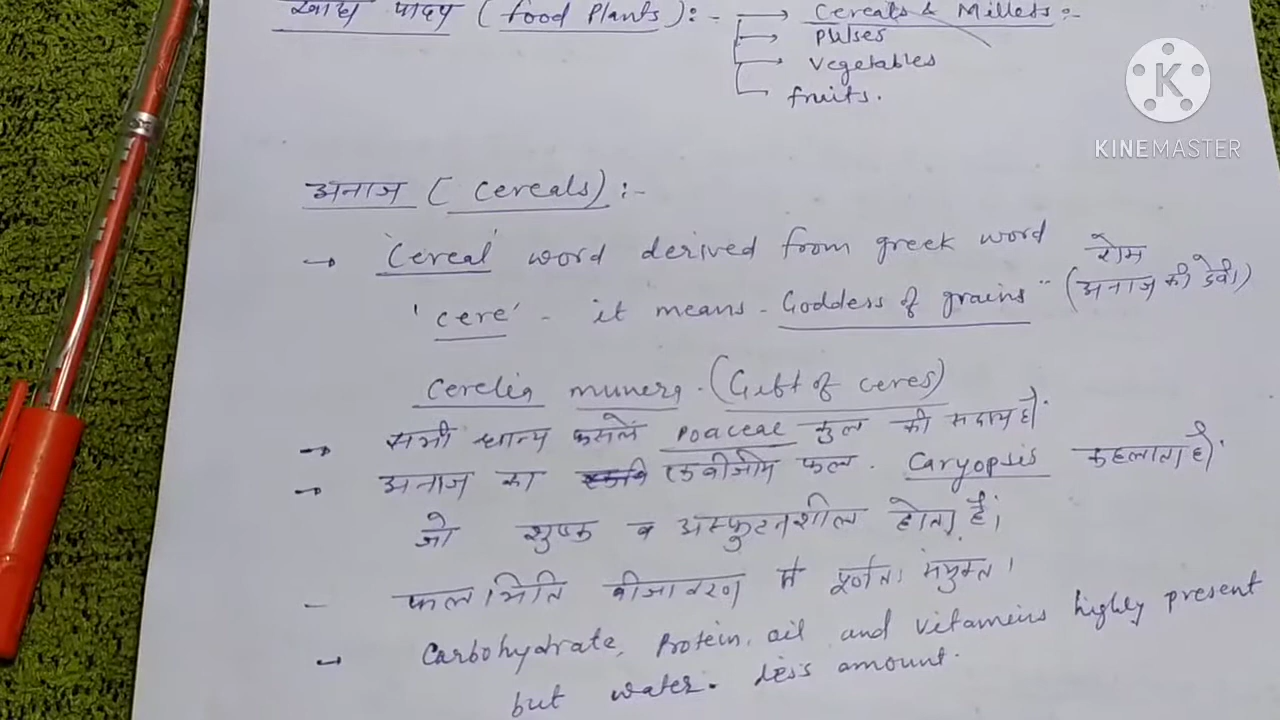 खाद्य पादप (food Plants) :- → Cereals & Millets :-
→ Pulses
→ Vegetables
fruits.
K
KINEMASTER
अनाज (Cereals) :-
→ 'Cereal' word derived from greek word रोम
'cere' - it means - Goddess of grains" (अनाज की देवी)
Cerelia munera. (Gift of ceres)
→ सभी धान्य फसलें Poaceae कुल की सदस्य हैं.
→ अनाज का एकबीजीय फल. Caryopsis कहलाता है.
जो शुष्क व अस्फुटनशील होता है।
- फलभित्ति बीजावरण से पूर्णतः संयुक्त।
→ Carbohydrate, Protein, oil and vitamins highly present
but water. Less amount.